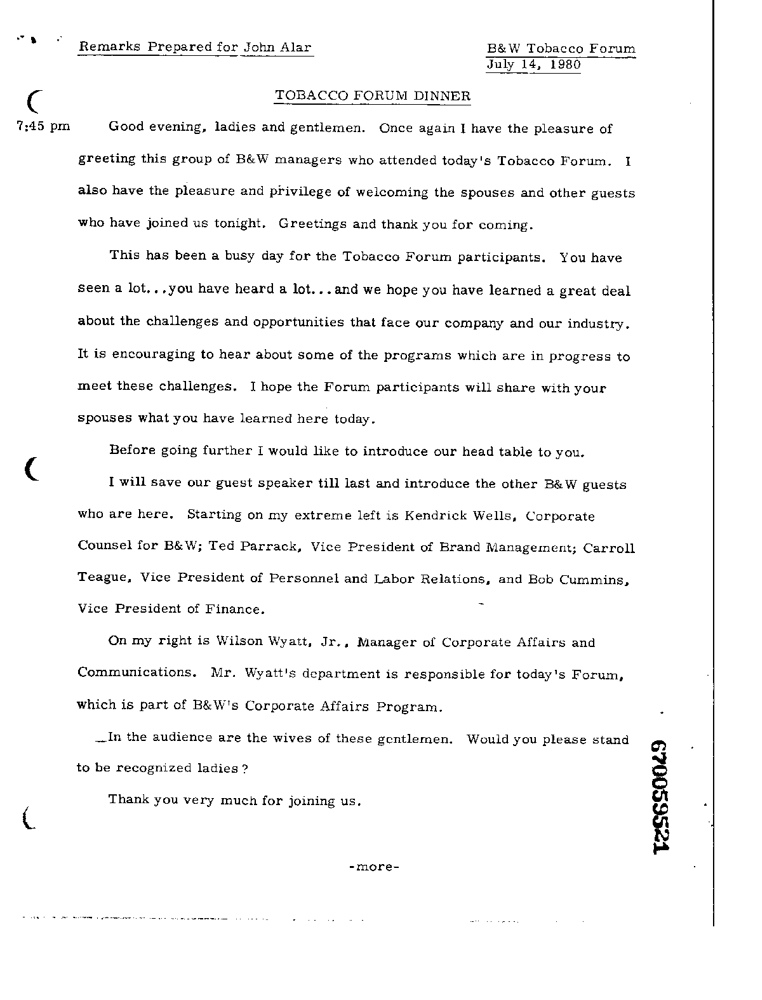 Remarks Prepared for John Alar
B&W Tobacco Forum
July 14, 1980
TOBACCO FORUM DINNER
7:45 pm Good evening, ladies and gentlemen. Once again I have the pleasure of
greeting this group of B&W managers who attended today's Tobacco Forum. I
also have the pleasure and privilege of welcoming the spouses and other guests
who have joined us tonight. Greetings and thank you for coming.
This has been a busy day for the Tobacco Forum participants. You have
seen a lot...you have heard a lot...and we hope you have learned a great deal
about the challenges and opportunities that face our company and our industry.
It is encouraging to hear about some of the programs which are in progress to
meet these challenges. I hope the Forum participants will share with your
spouses what you have learned here today.
Before going further I would like to introduce our head table to you.
I will save our guest speaker till last and introduce the other B&W guests
who are here. Starting on my extreme left is Kendrick Wells, Corporate
Counsel for B&W; Ted Parrack, Vice President of Brand Management; Carroll
Teague, Vice President of Personnel and Labor Relations, and Bob Cummins,
Vice President of Finance.
On my right is Wilson Wyatt, Jr., Manager of Corporate Affairs and
Communications. Mr. Wyatt's department is responsible for today's Forum,
which is part of B&W's Corporate Affairs Program.
In the audience are the wives of these gentlemen. Would you please stand
to be recognized ladies?
Thank you very much for joining us.
-more-
670059521